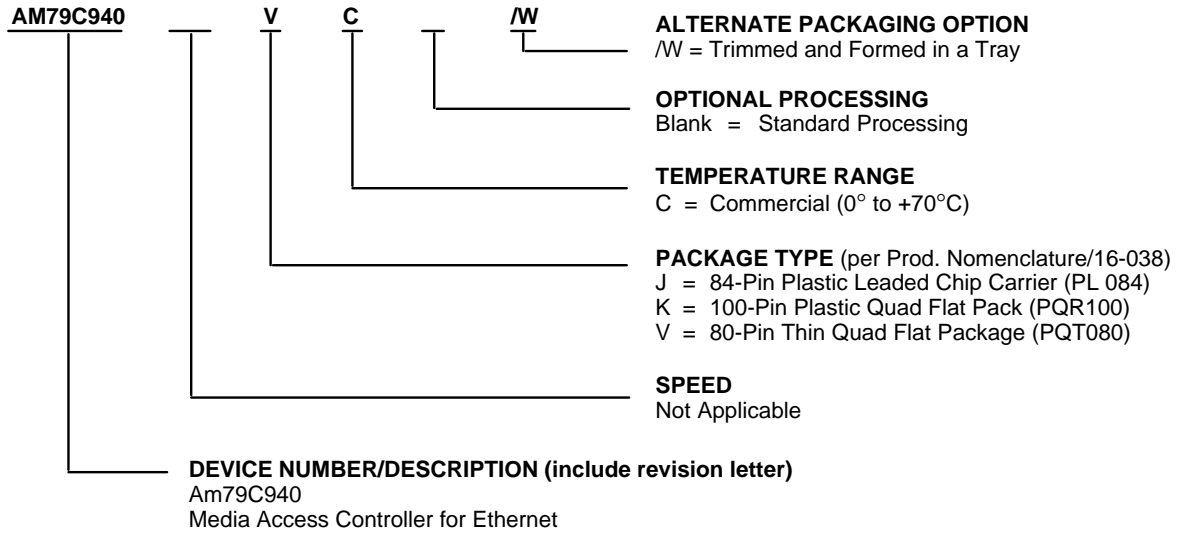 AM79C940 V C /W
ALTERNATE PACKAGING OPTION
/W = Trimmed and Formed in a Tray
OPTIONAL PROCESSING
Blank = Standard Processing
TEMPERATURE RANGE
C = Commercial (0° to +70°C)
PACKAGE TYPE (per Prod. Nomenclature/16-038)
J = 84-Pin Plastic Leaded Chip Carrier (PL 084)
K = 100-Pin Plastic Quad Flat Pack (PQR100)
V = 80-Pin Thin Quad Flat Package (PQT080)
SPEED
Not Applicable
DEVICE NUMBER/DESCRIPTION (include revision letter)
Am79C940
Media Access Controller for Ethernet